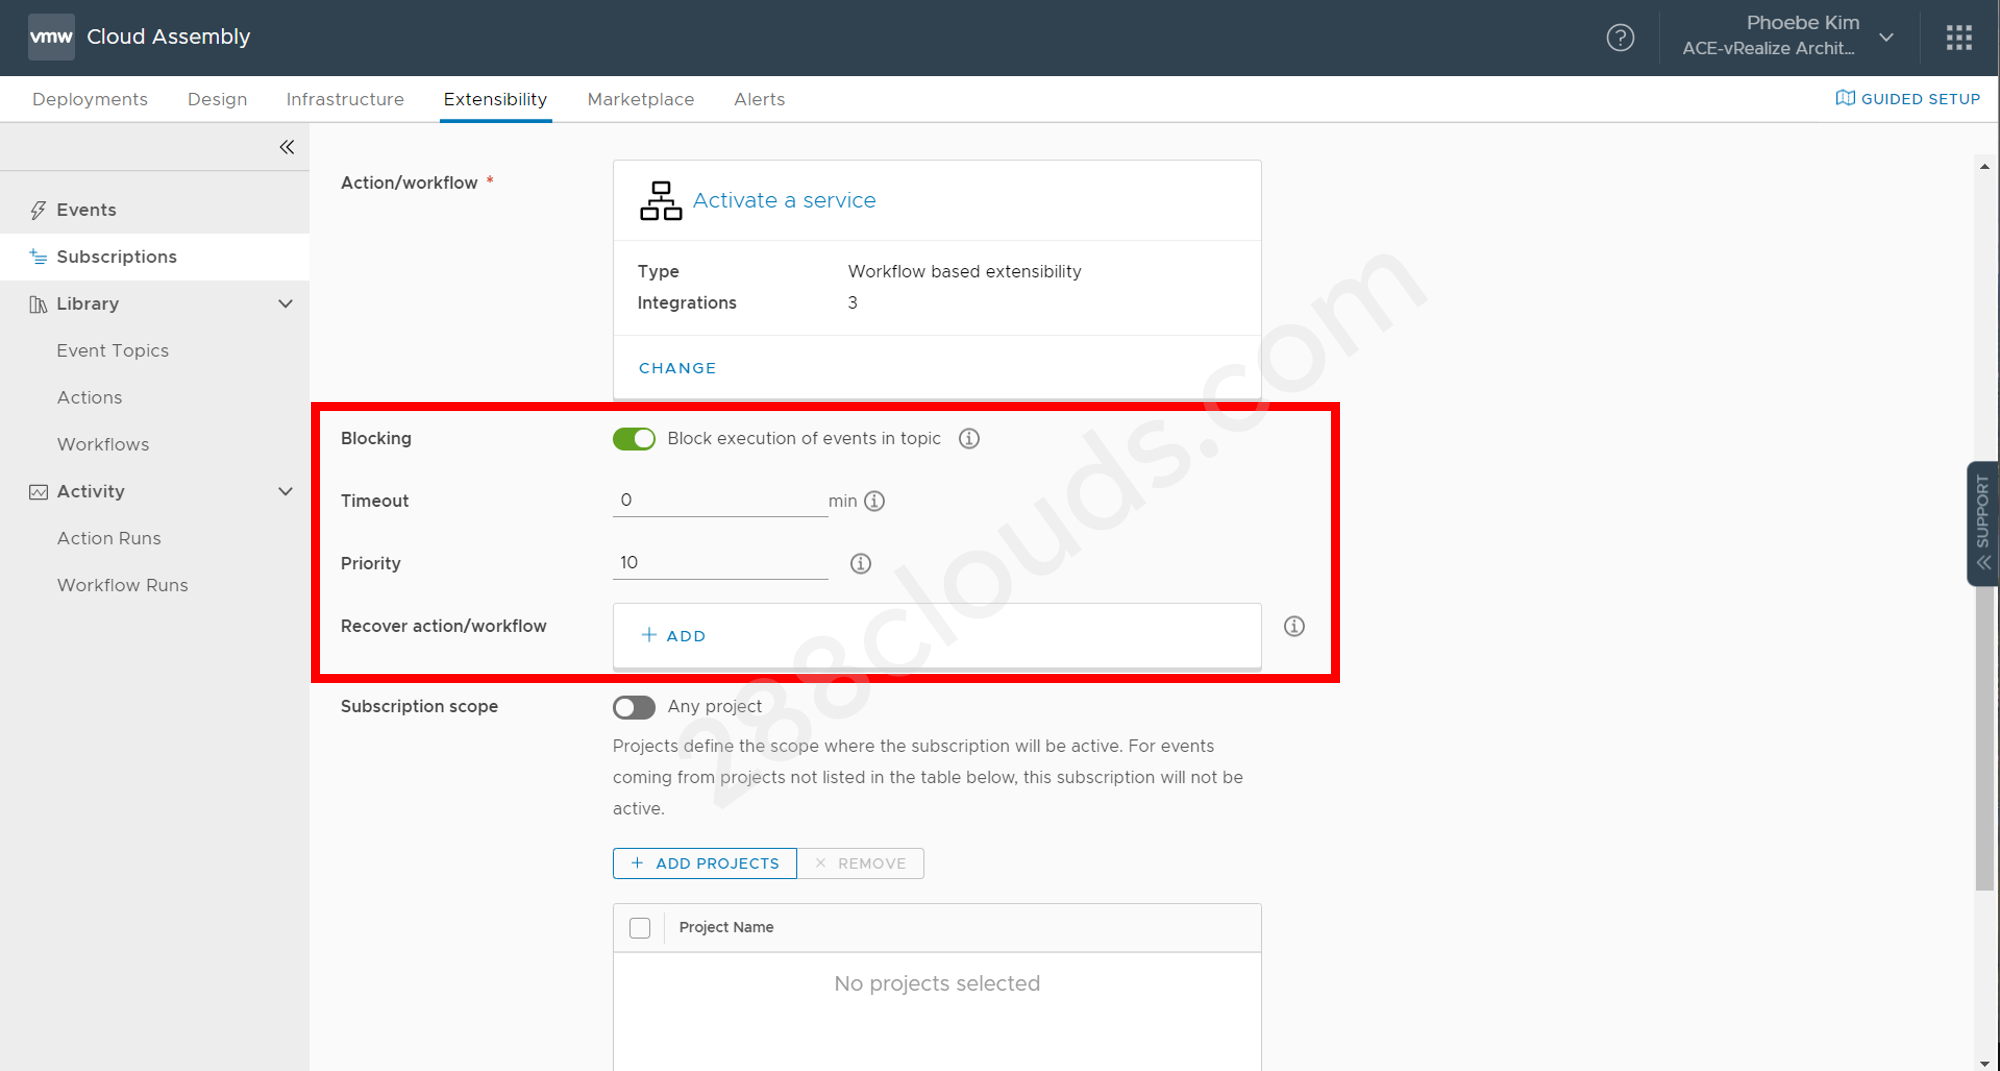 vmw Cloud Assembly
Phoebe Kim
ACE-vRealize Archit...
Deployments Design Infrastructure Extensibility Marketplace Alerts
GUIDED SETUP
Events
Subscriptions
Library
Event Topics
Actions
Workflows
Activity
Action Runs
Workflow Runs
Action/workflow *
Activate a service
Type Workflow based extensibility
Integrations 3
CHANGE
Blocking Block execution of events in topic
Timeout 0 min
Priority 10
Recover action/workflow + ADD
Subscription scope Any project
Projects define the scope where the subscription will be active. For events
coming from projects not listed in the table below, this subscription will not be
active.
+ ADD PROJECTS × REMOVE
Project Name
No projects selected
SUPPORT
288clouds.com